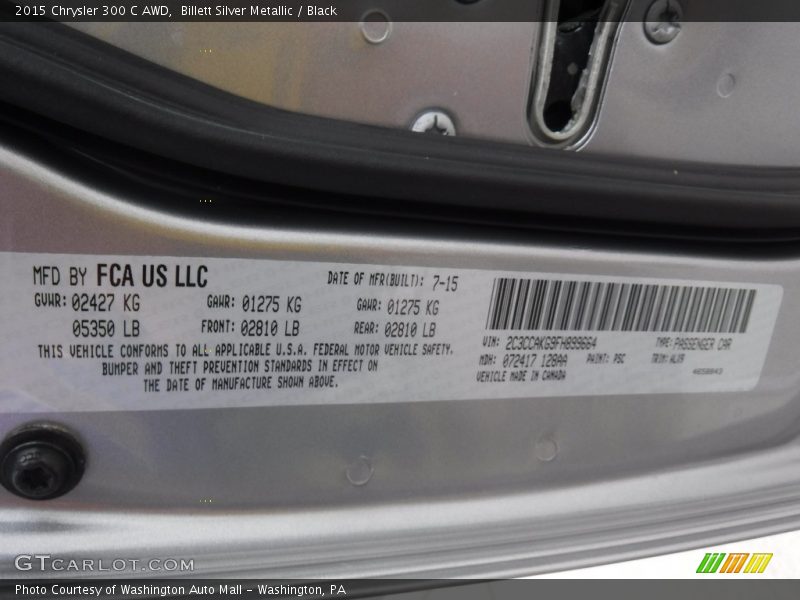 2015 Chrysler 300 C AWD, Billett Silver Metallic / Black
MFD BY FCA US LLC
DATE OF MFR(BUILT): 7-15
GVWR: 02427 KG GAWR: 01275 KG GAWR: 01275 KG
05350 LB FRONT: 02810 LB REAR: 02810 LB
THIS VEHICLE CONFORMS TO ALL APPLICABLE U.S.A. FEDERAL MOTOR VEHICLE SAFETY,
BUMPER AND THEFT PREVENTION STANDARDS IN EFFECT ON
THE DATE OF MANUFACTURE SHOWN ABOVE.
VIN: 2C3CCAKG9FH899664 TYPE: PASSENGER CAR
MDH: 072417 128AA PAINT: PSC TRIM: ALX9
VEHICLE MADE IN CANADA
GTCARLOT.COM
Photo Courtesy of Washington Auto Mall - Washington, PA